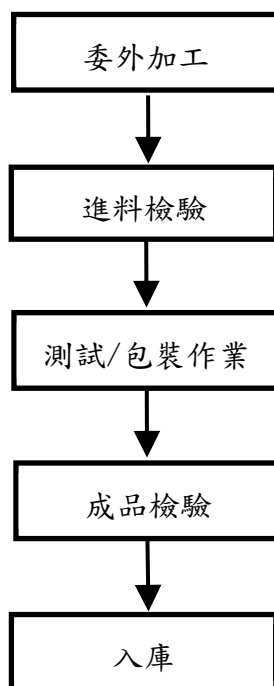 委外加工
進料檢驗
測試/包裝作業
成品檢驗
入庫